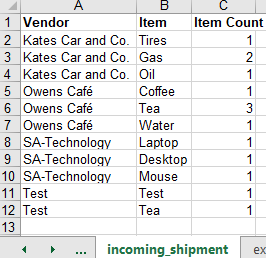 A B C
1 Vendor Item Item Count
2 Kates Car and Co. Tires 1
3 Kates Car and Co. Gas 2
4 Kates Car and Co. Oil 1
5 Owens Café Coffee 1
6 Owens Café Tea 3
7 Owens Café Water 1
8 SA-Technology Laptop 1
9 SA-Technology Desktop 1
10 SA-Technology Mouse 1
11 Test Test 1
12 Test Tea 1
13
... incoming_shipment ex